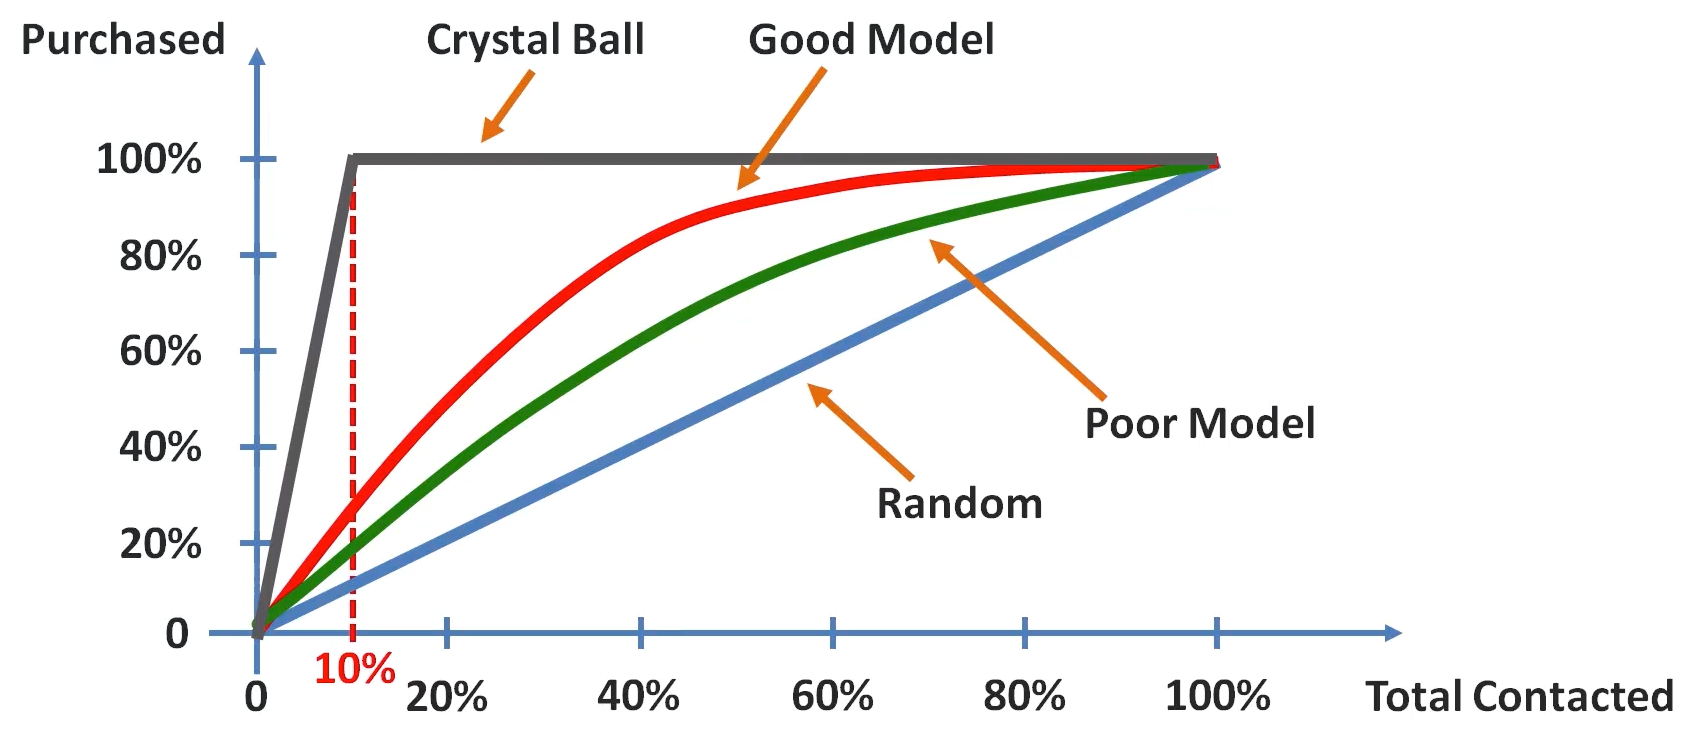 Purchased
Crystal Ball
Good Model
100%
80%
60%
40%
20%
0
Poor Model
Random
10%
0
20%
40%
60%
80%
100%
Total Contacted